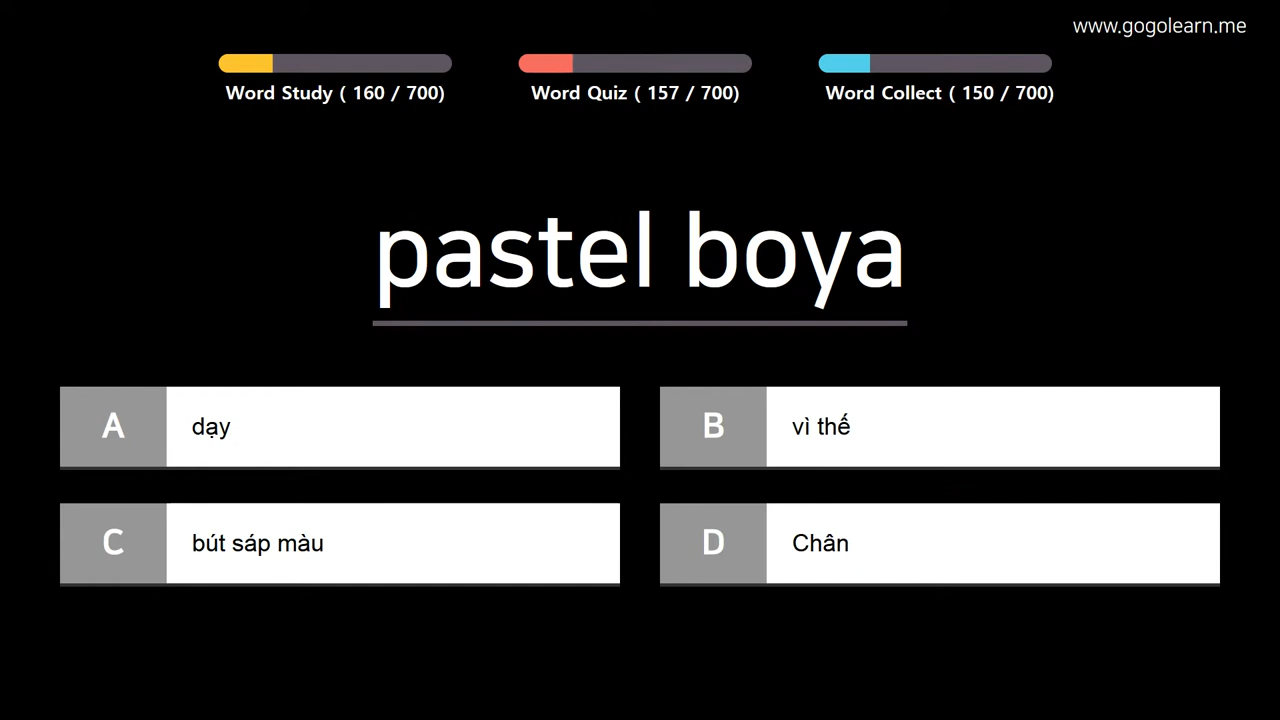 www.gogolearn.me
Word Study ( 160 / 700)
Word Quiz ( 157 / 700)
Word Collect ( 150 / 700)
pastel boya
A dạy
B vì thế
C bút sáp màu
D Chân